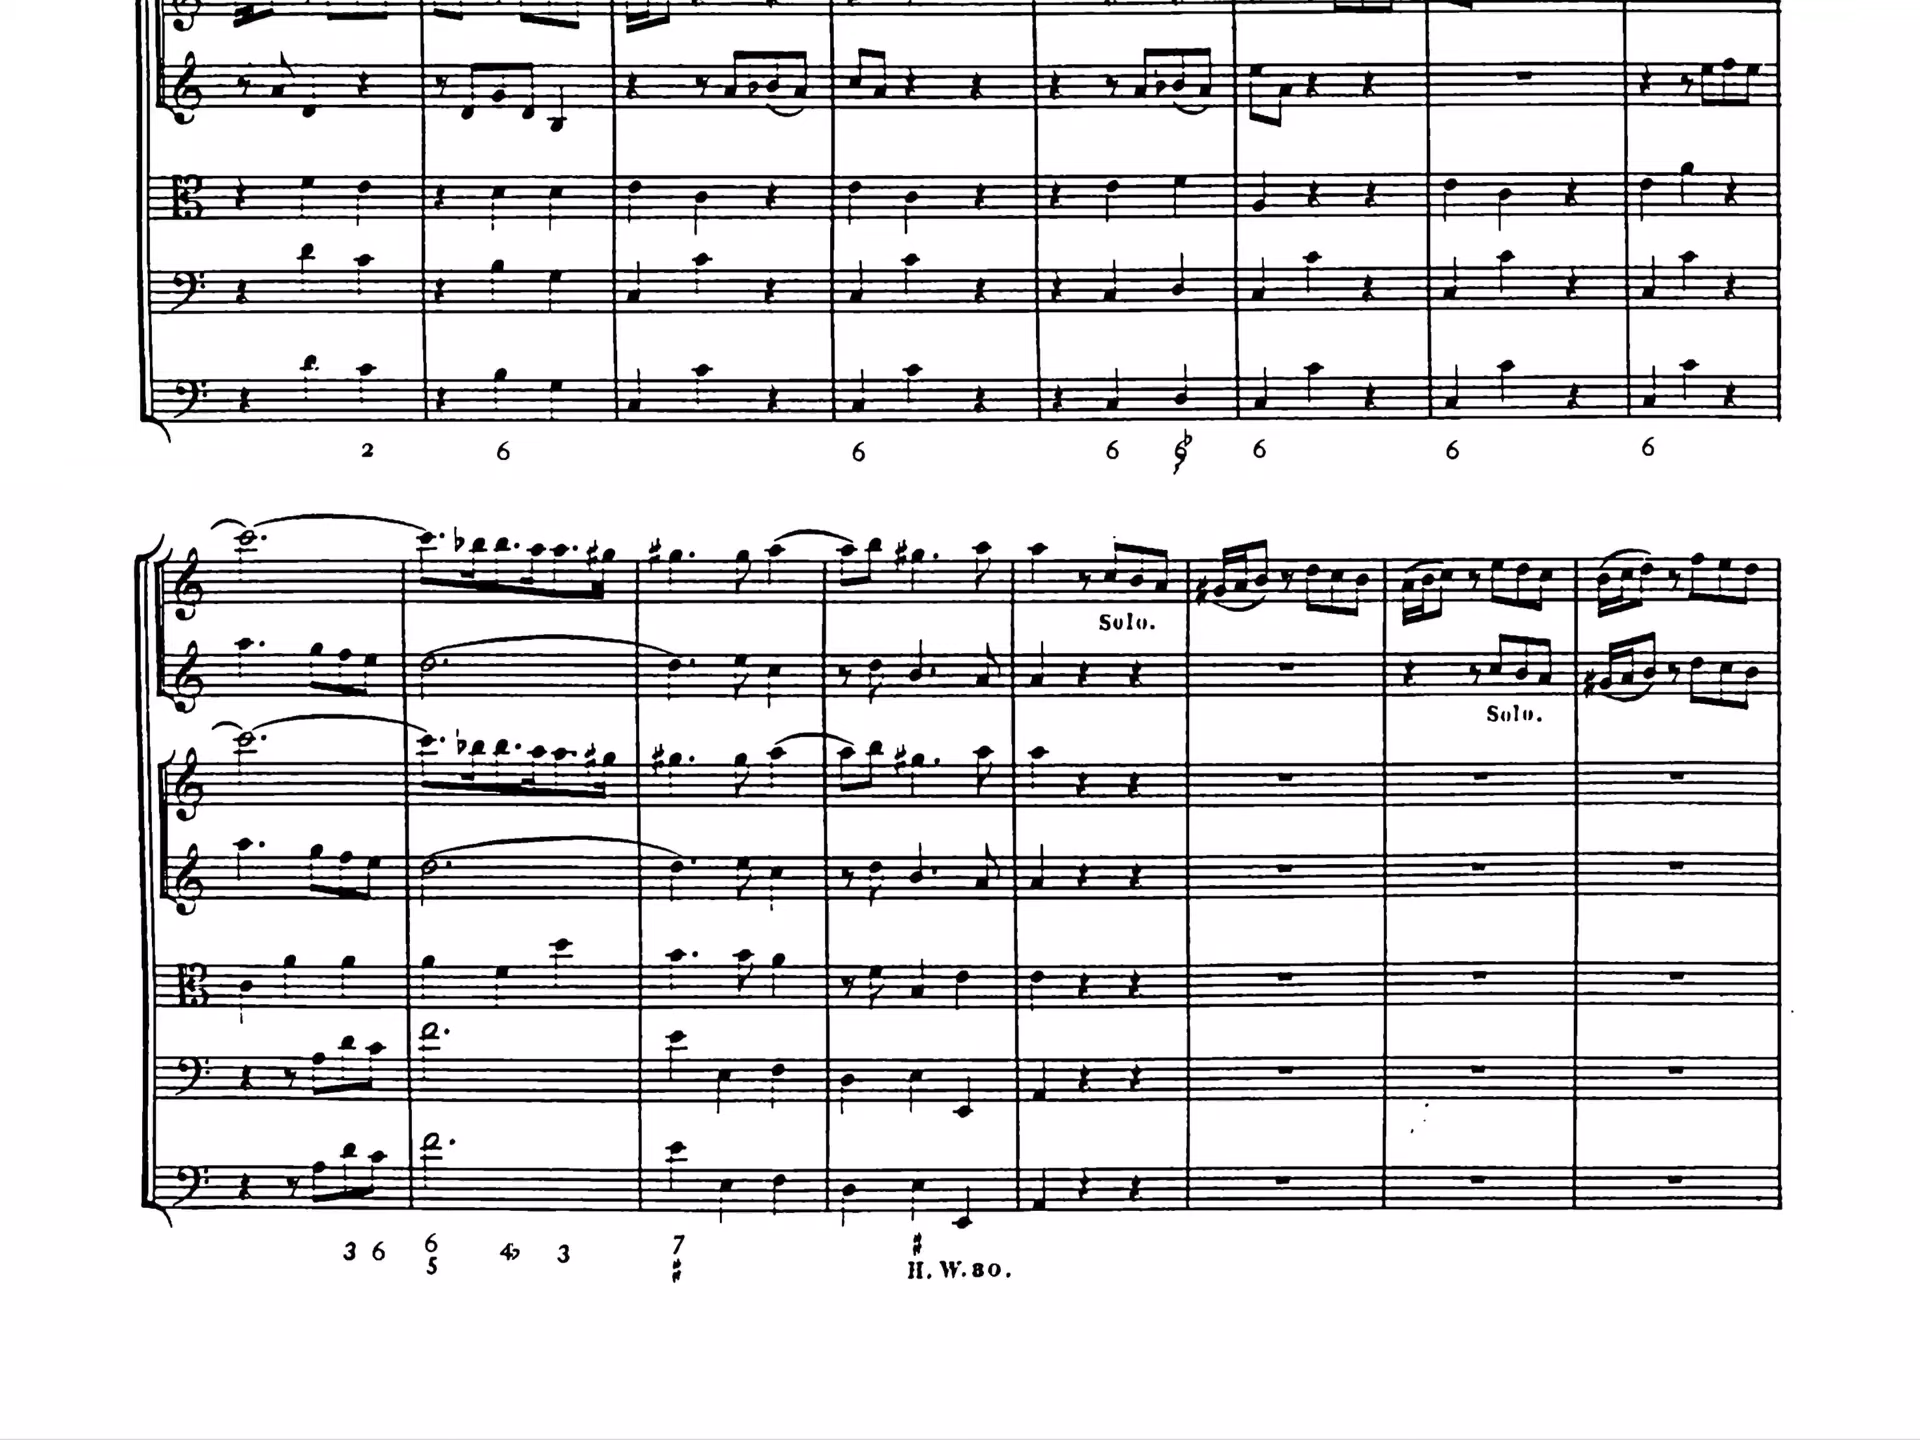 2 6 6 6 6♭ 6 6 6
Solo.
Solo.
3 6 6 4♭ 3 7 ♯
5 ♯
H. W. 80.